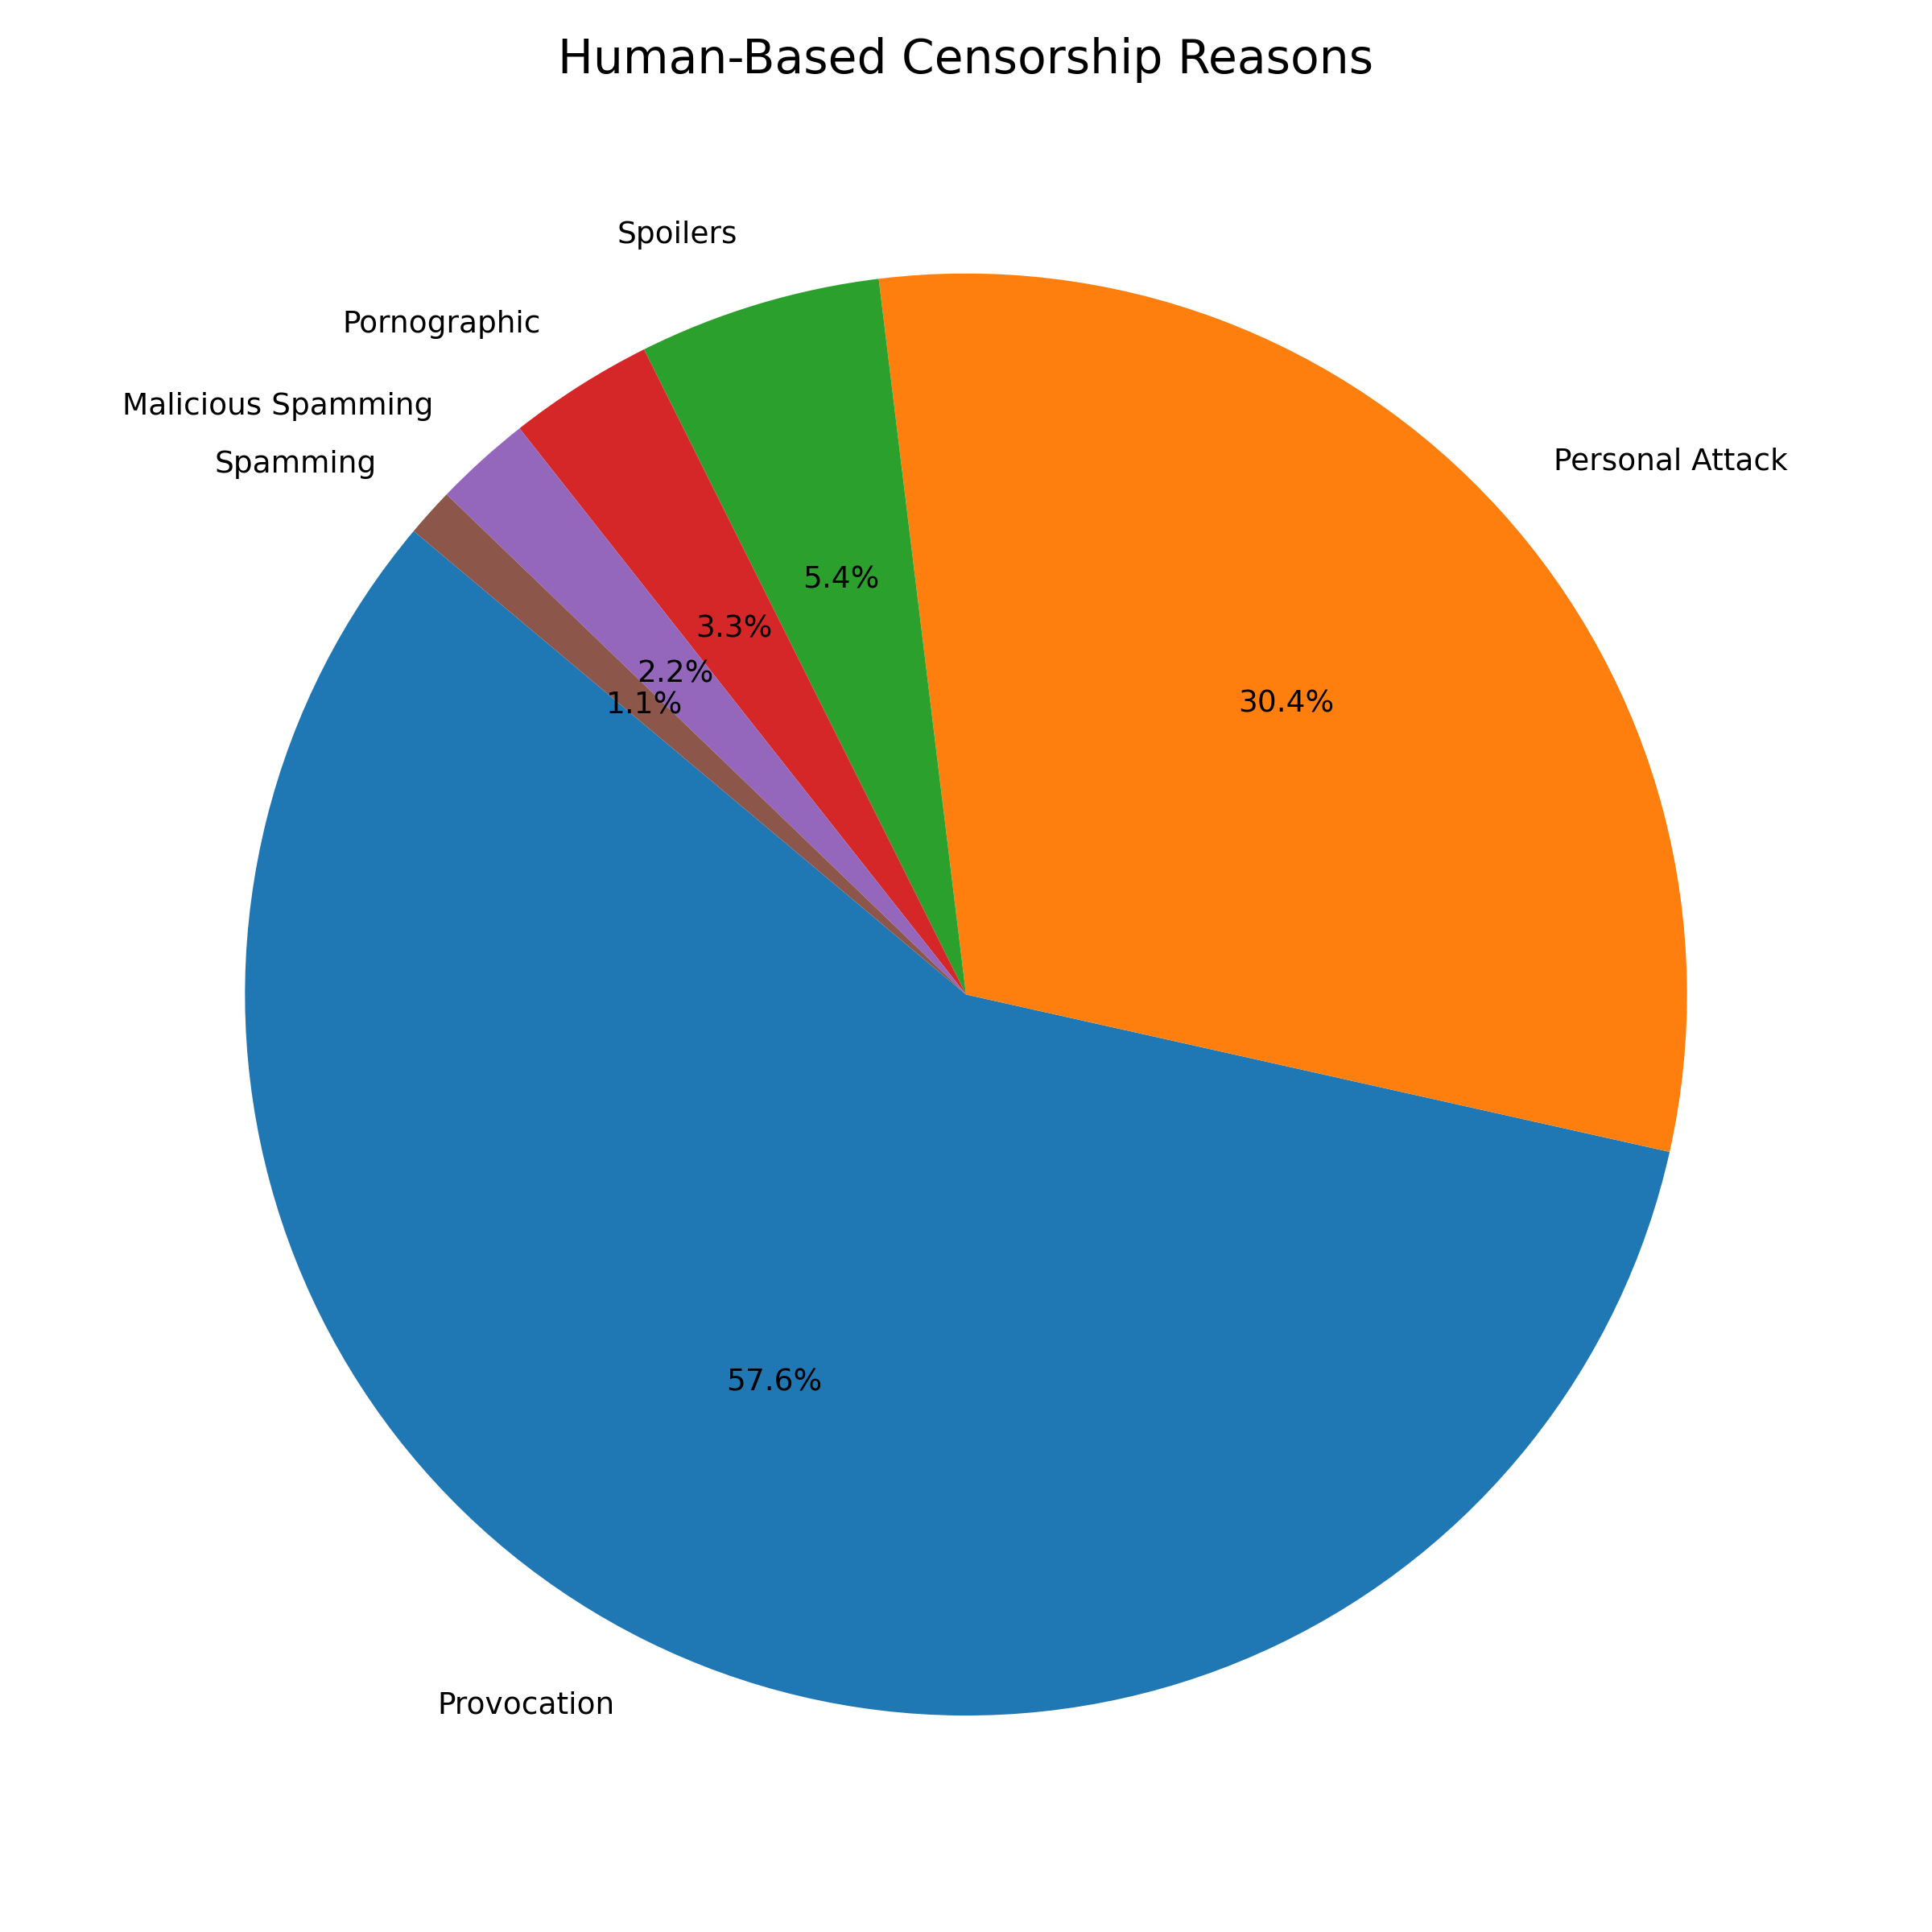 Human-Based Censorship Reasons
Spoilers
Pornographic
Malicious Spamming
Spamming
Personal Attack
5.4%
3.3%
2.2%
1.1%
30.4%
57.6%
Provocation